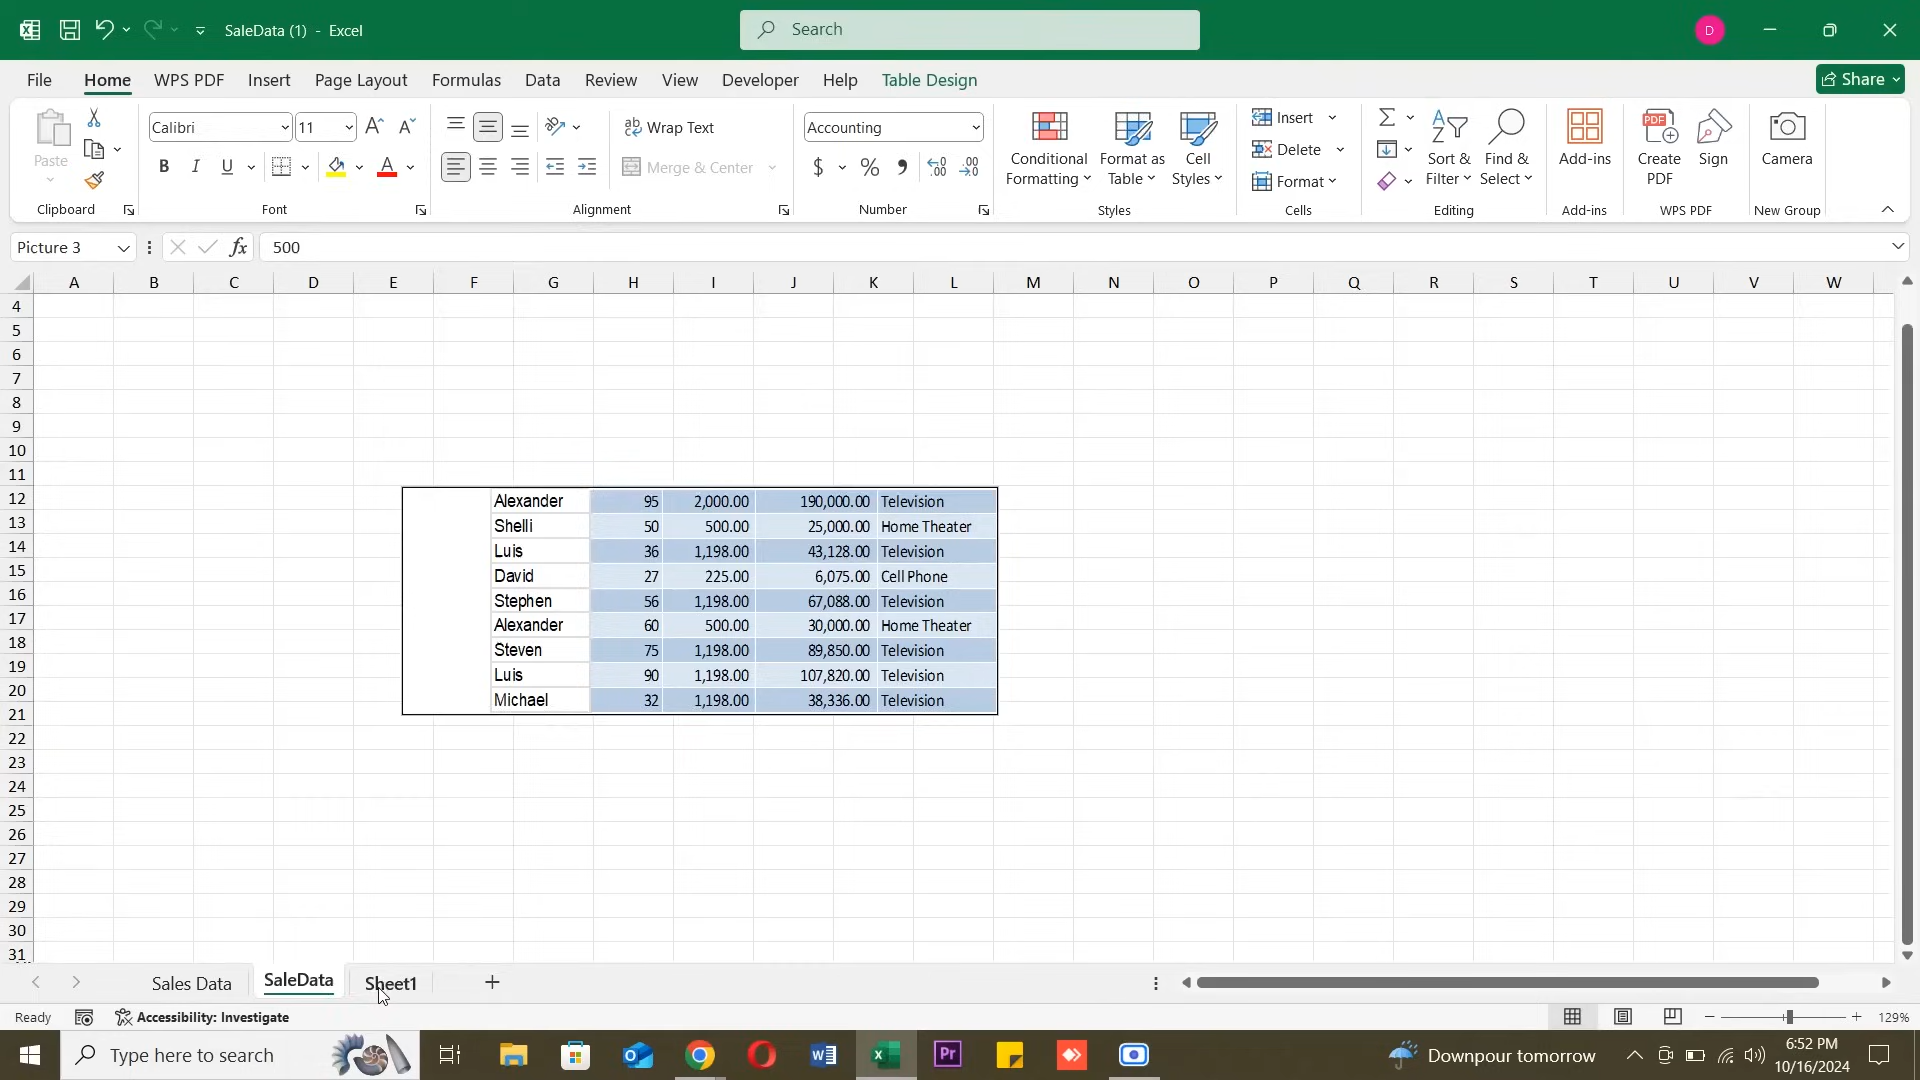 SaleData (1) - Excel
Search
D
File Home WPS PDF Insert Page Layout Formulas Data Review View Developer Help Table Design
Share
Paste
Calibri 11
Wrap Text
Accounting
Merge & Center
Conditional Formatting
Format as Table
Cell Styles
Insert
Delete
Format
Sort & Filter
Find & Select
Add-ins
Create PDF
Sign
Camera
Clipboard Font Alignment Number Styles Cells Editing Add-ins WPS PDF New Group
Picture 3 fx 500
A B C D E F G H I J K L M N O P Q R S T U V W
4
5
6
7
8
9
10
11
12 Alexander 95 2,000.00 190,000.00 Television
13 Shelli 50 500.00 25,000.00 Home Theater
14 Luis 36 1,198.00 43,128.00 Television
15 David 27 225.00 6,075.00 Cell Phone
16 Stephen 56 1,198.00 67,088.00 Television
17 Alexander 60 500.00 30,000.00 Home Theater
18 Steven 75 1,198.00 89,850.00 Television
19 Luis 90 1,198.00 107,820.00 Television
20 Michael 32 1,198.00 38,336.00 Television
21
22
23
24
25
26
27
28
29
30
31
Sales Data SaleData Sheet1
Ready Accessibility: Investigate 129%
Type here to search
Downpour tomorrow
6:52 PM
10/16/2024